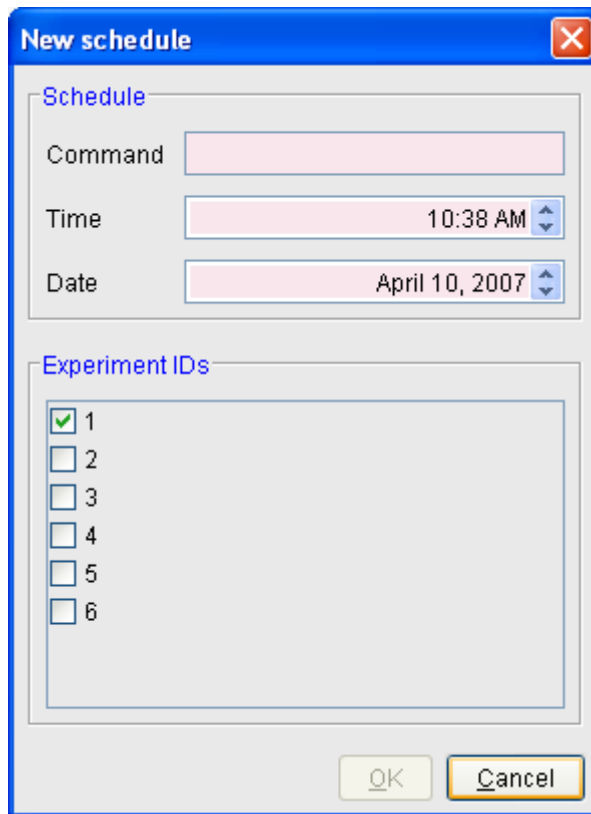 New schedule
Schedule
Command
Time 10:38 AM
Date April 10, 2007
Experiment IDs
1
2
3
4
5
6
OK Cancel